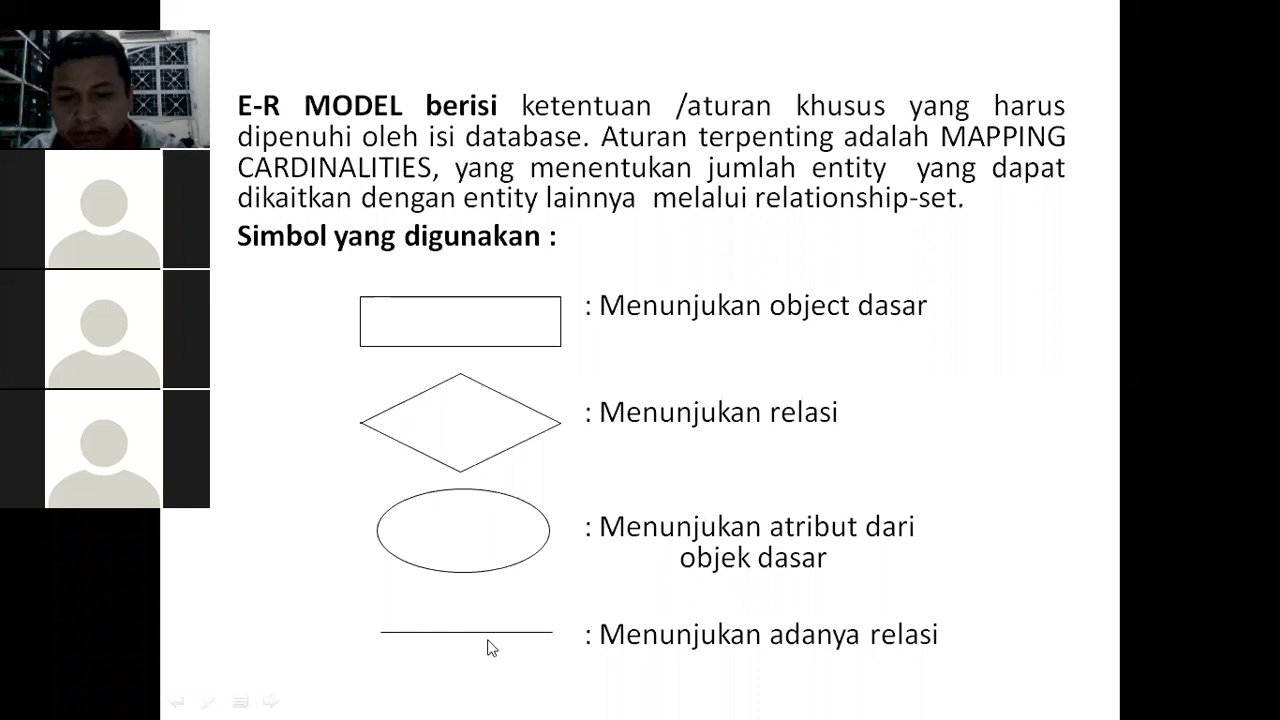 E-R MODEL berisi ketentuan /aturan khusus yang harus
dipenuhi oleh isi database. Aturan terpenting adalah MAPPING
CARDINALITIES, yang menentukan jumlah entity yang dapat
dikaitkan dengan entity lainnya melalui relationship-set.
Simbol yang digunakan :
: Menunjukan object dasar
: Menunjukan relasi
: Menunjukan atribut dari
objek dasar
: Menunjukan adanya relasi